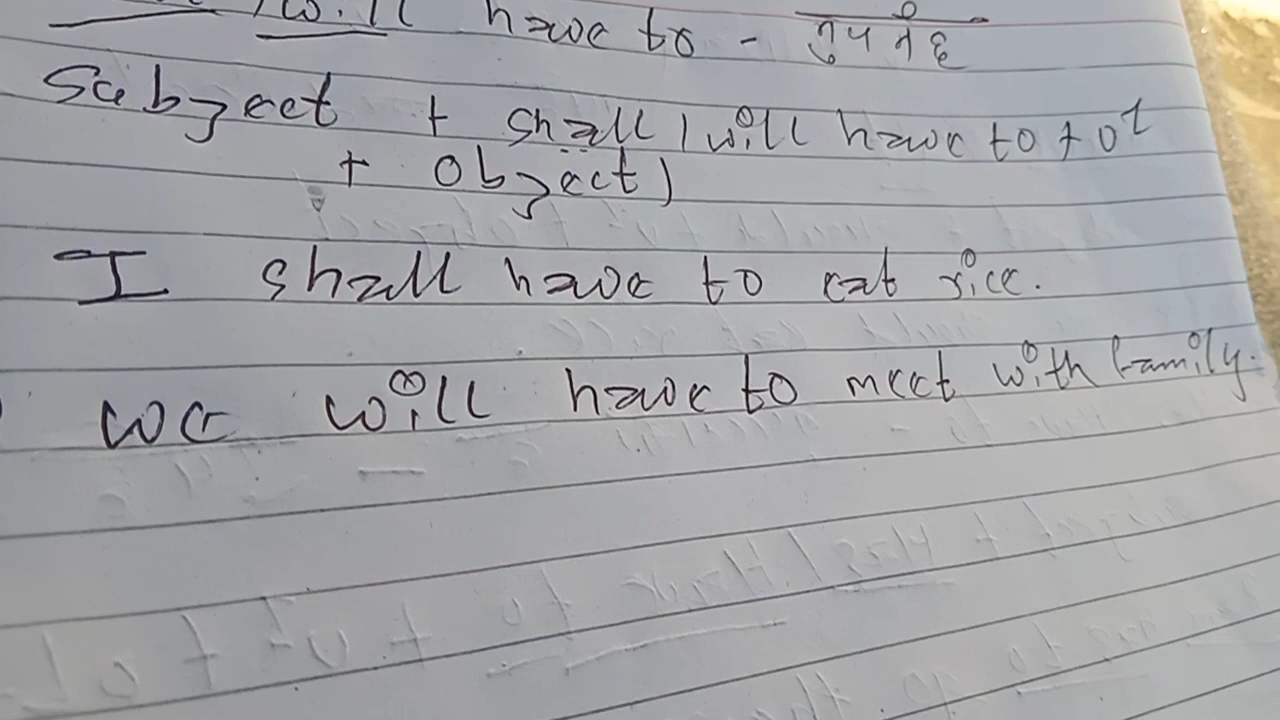 will have to -
Subject + shall / will have to + v1
+ Object)
I shall have to eat rice.
we will have to meet with family.